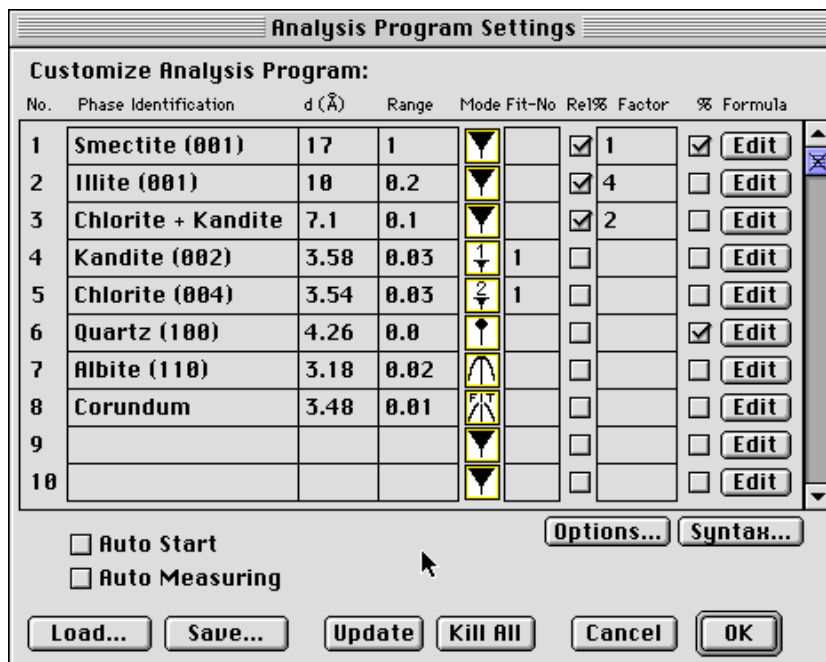 Analysis Program Settings
Customize Analysis Program:
No. Phase Identification d (Å) Range Mode Fit-No Rel% Factor % Formula
1 Smectite (001) 17 1 1 Edit
2 Illite (001) 10 0.2 4 Edit
3 Chlorite + Kandite 7.1 0.1 2 Edit
4 Kandite (002) 3.58 0.03 1 1 Edit
5 Chlorite (004) 3.54 0.03 2 1 Edit
6 Quartz (100) 4.26 0.0 Edit
7 Albite (110) 3.18 0.02 Edit
8 Corundum 3.48 0.01 FIT Edit
9 Edit
10 Edit
Options... Syntax...
Auto Start
Auto Measuring
Load... Save... Update Kill All Cancel OK